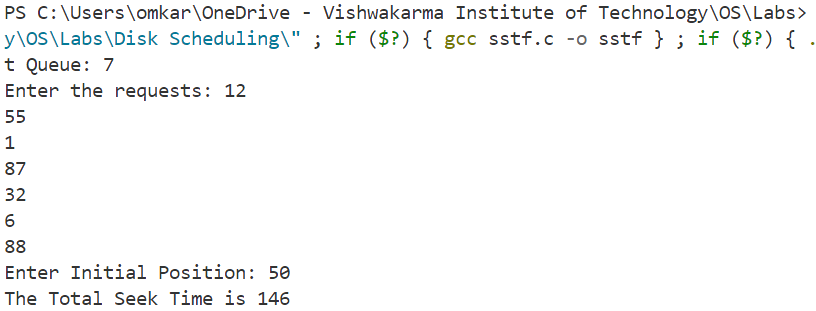 PS C:\Users\omkar\OneDrive - Vishwakarma Institute of Technology\OS\Labs>
y\OS\Labs\Disk Scheduling\" ; if ($?) { gcc sstf.c -o sstf } ; if ($?) { .
t Queue: 7
Enter the requests: 12
55
1
87
32
6
88
Enter Initial Position: 50
The Total Seek Time is 146